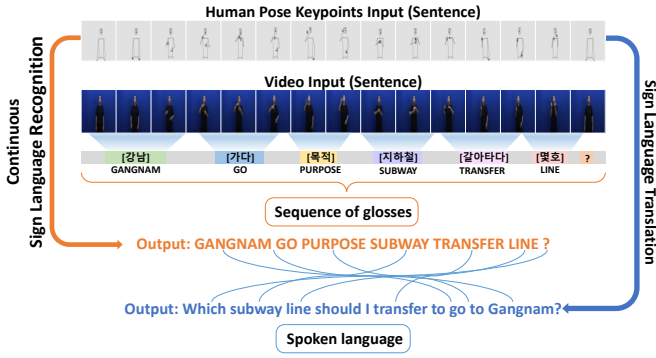 Human Pose Keypoints Input (Sentence)
Video Input (Sentence)
Continuous
Sign Language Recognition
Sign Language Translation
[강남] [가다] [목적] [지하철] [갈아타다] [몇호] ?
GANGNAM GO PURPOSE SUBWAY TRANSFER LINE
Sequence of glosses
Output: GANGNAM GO PURPOSE SUBWAY TRANSFER LINE ?
Output: Which subway line should I transfer to go to Gangnam?
Spoken language